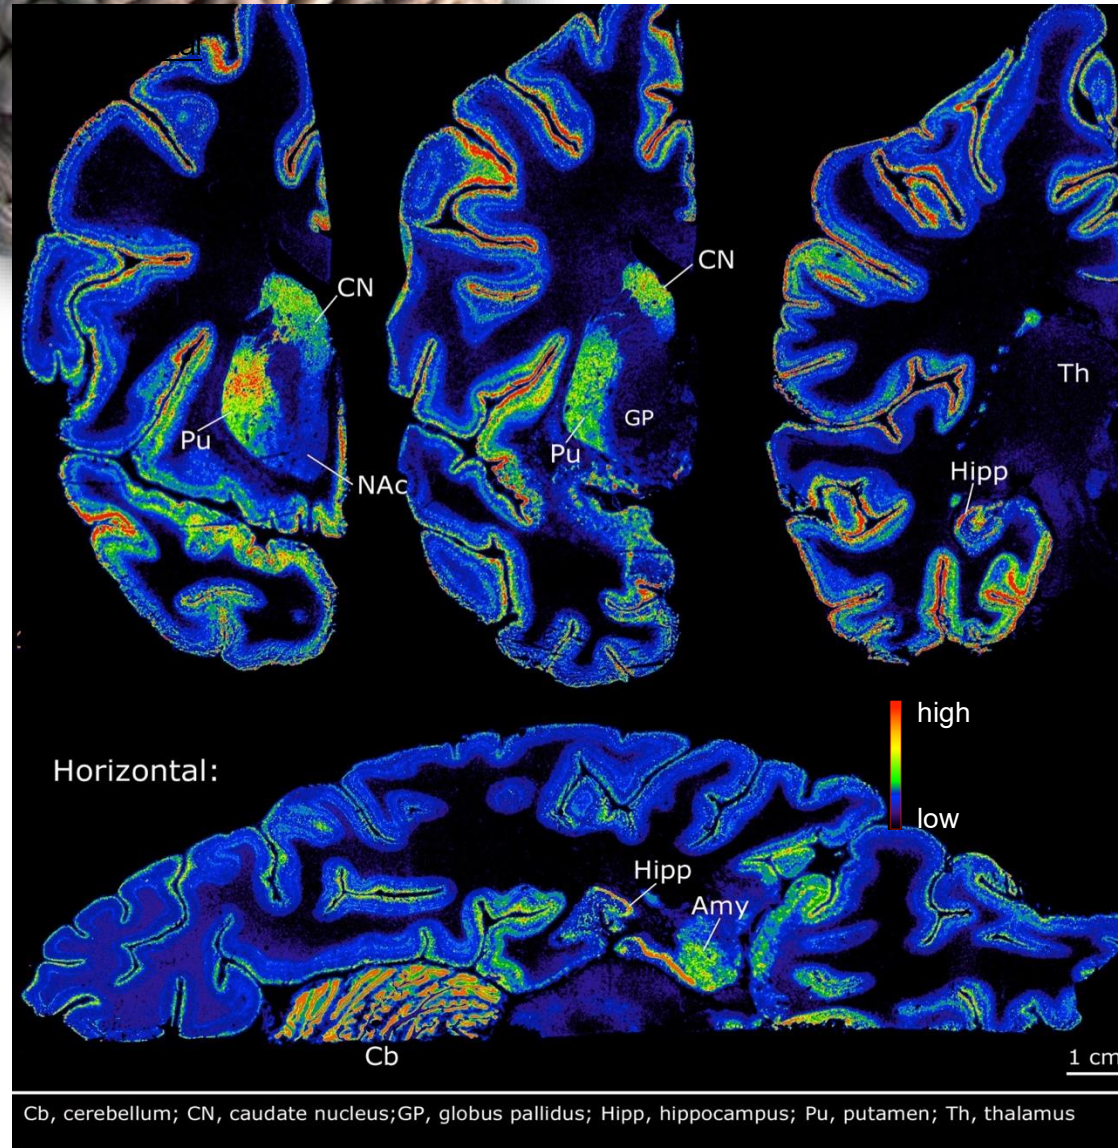 CN
Pu
NAc
CN
GP
Pu
Th
Hipp
high
low
Horizontal:
Hipp
Amy
Cb
1 cm
Cb, cerebellum; CN, caudate nucleus;GP, globus pallidus; Hipp, hippocampus; Pu, putamen; Th, thalamus